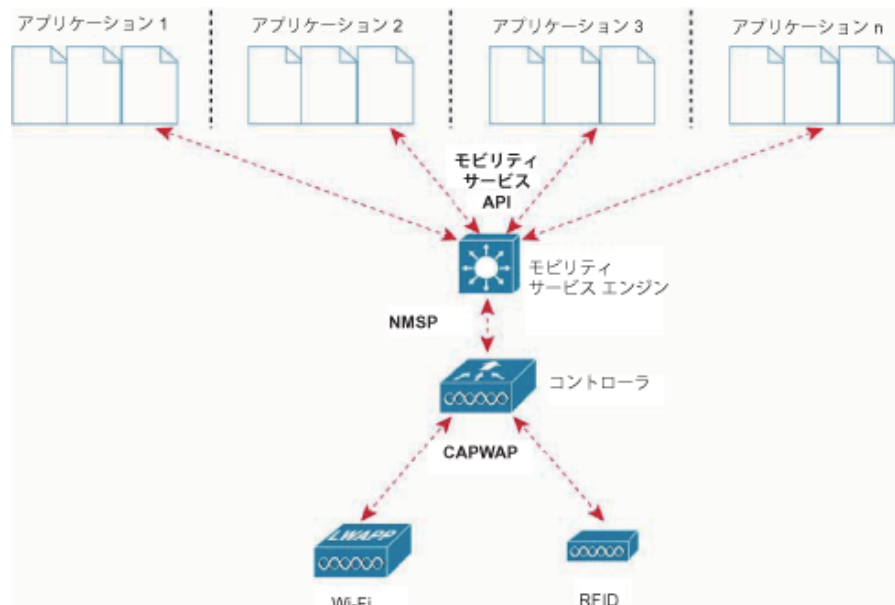 アプリケーション 1
アプリケーション 2
アプリケーション 3
アプリケーション n
モビリティ
サービス
API
モビリティ
サービス エンジン
NMSP
コントローラ
CAPWAP
LWAPP
Wi-Fi
RFID